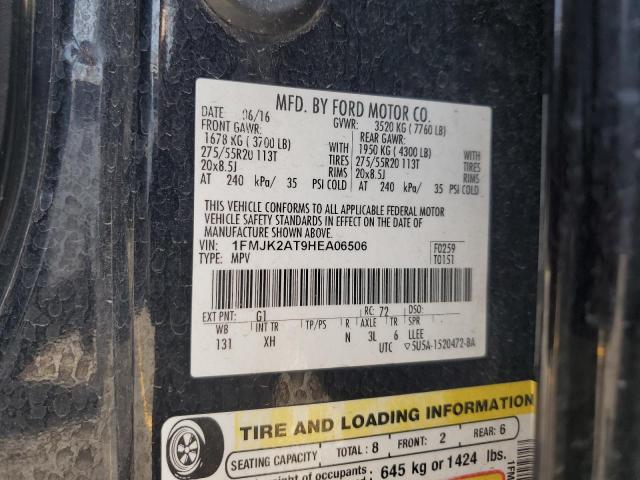 MFD. BY FORD MOTOR CO.
DATE: 06/16 GVWR: 3520 KG ( 7760 LB)
FRONT GAWR: REAR GAWR:
1678 KG ( 3700 LB) WITH 1950 KG ( 4300 LB) WITH
275/55R20 113T TIRES 275/55R20 113T TIRES
20x8.5J RIMS 20x8.5J RIMS
AT 240 kPa/ 35 PSI COLD AT 240 kPa/ 35 PSI COLD
THIS VEHICLE CONFORMS TO ALL APPLICABLE FEDERAL MOTOR
VEHICLE SAFETY STANDARDS IN EFFECT ON THE DATE OF
MANUFACTURE SHOWN ABOVE.
VIN: 1FMJK2AT9HEA06506 F0259
TYPE: MPV T0151
EXT PNT: G1 RC: 72 DSO:
WB INT TR TP/PS R AX TR SPR
131 XH N 3L 6 LLEE
UTC ▽5U5A-1520472-BA
TIRE AND LOADING INFORMATION
SEATING CAPACITY TOTAL: 8 FRONT: 2 REAR: 6
ight of occupants 645 kg or 1424 lbs.
1FM